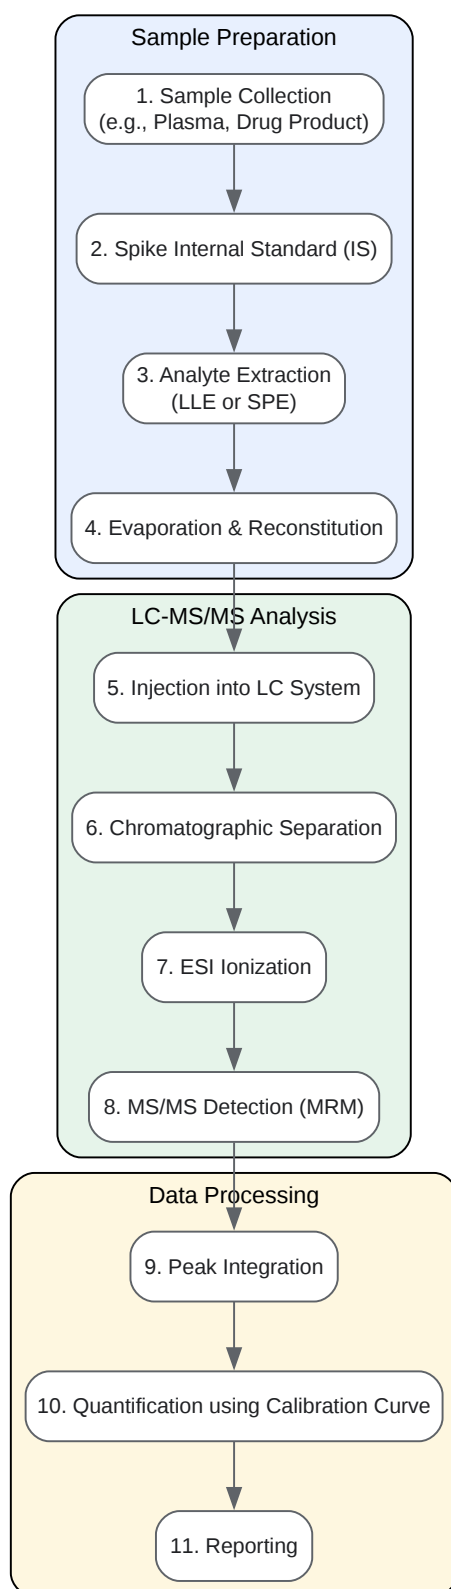 Sample Preparation
1. Sample Collection
(e.g., Plasma, Drug Product)
2. Spike Internal Standard (IS)
3. Analyte Extraction
(LLE or SPE)
4. Evaporation & Reconstitution
LC-MS/MS Analysis
5. Injection into LC System
6. Chromatographic Separation
7. ESI Ionization
8. MS/MS Detection (MRM)
Data Processing
9. Peak Integration
10. Quantification using Calibration Curve
11. Reporting